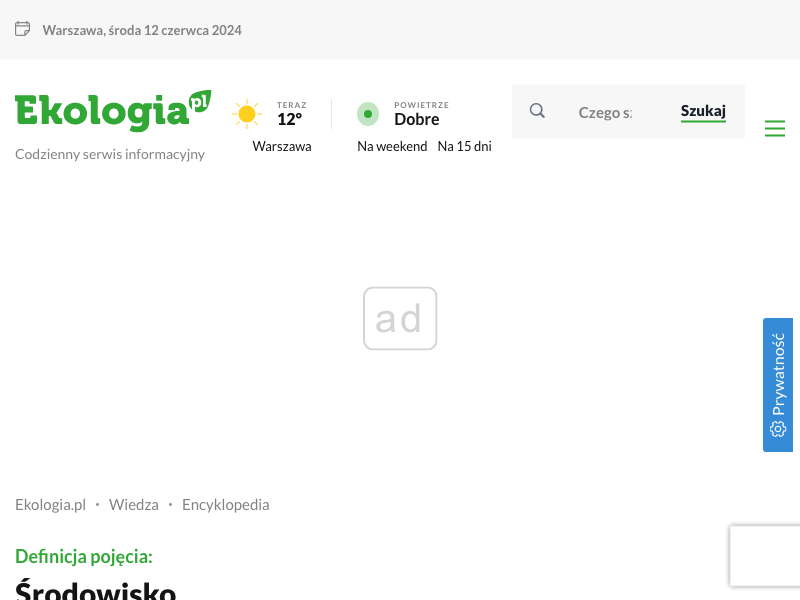 Warszawa, środa 12 czerwca 2024
Ekologia pl
Codzienny serwis informacyjny
TERAZ
12°
Warszawa
POWIETRZE
Dobre
Na weekend Na 15 dni
Czego s
Szukaj
ad
Prywatność
Ekologia.pl • Wiedza • Encyklopedia
Definicja pojęcia:
Środowisko